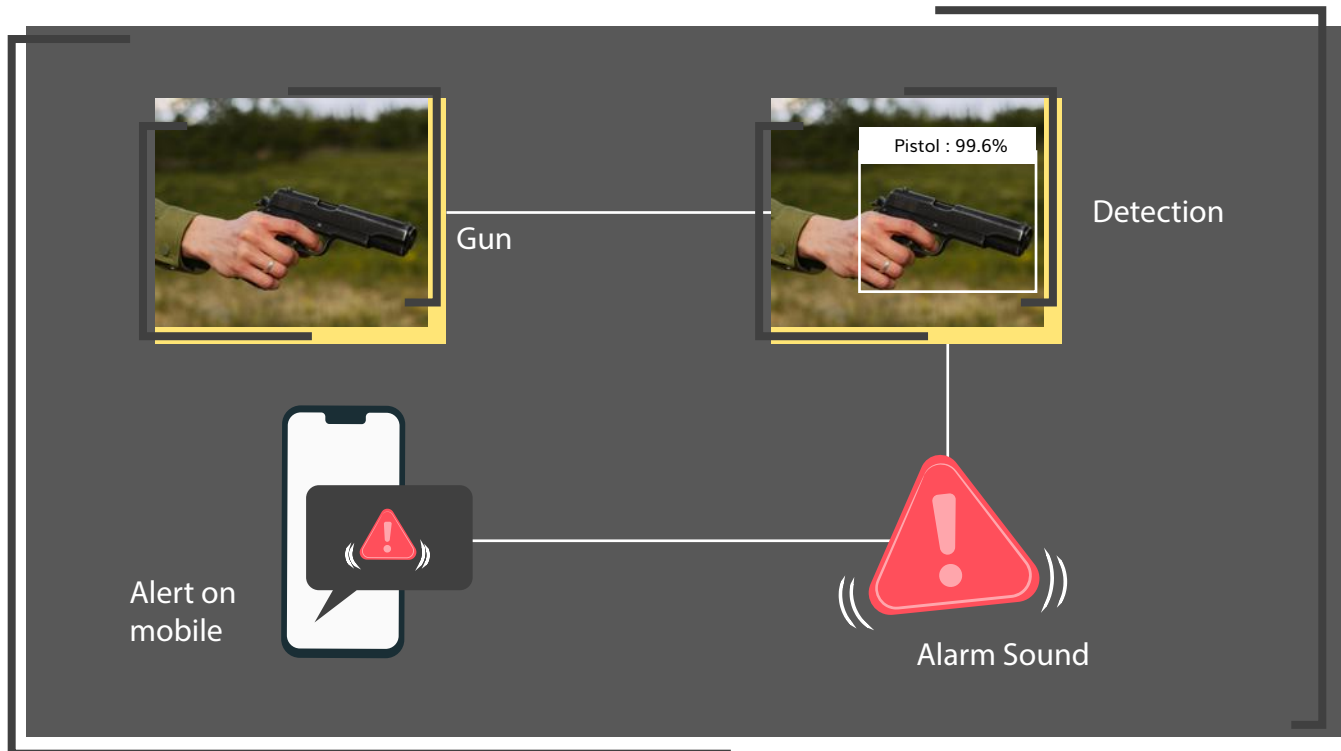 Gun
Pistol : 99.6%
Detection
Alert on
mobile
Alarm Sound